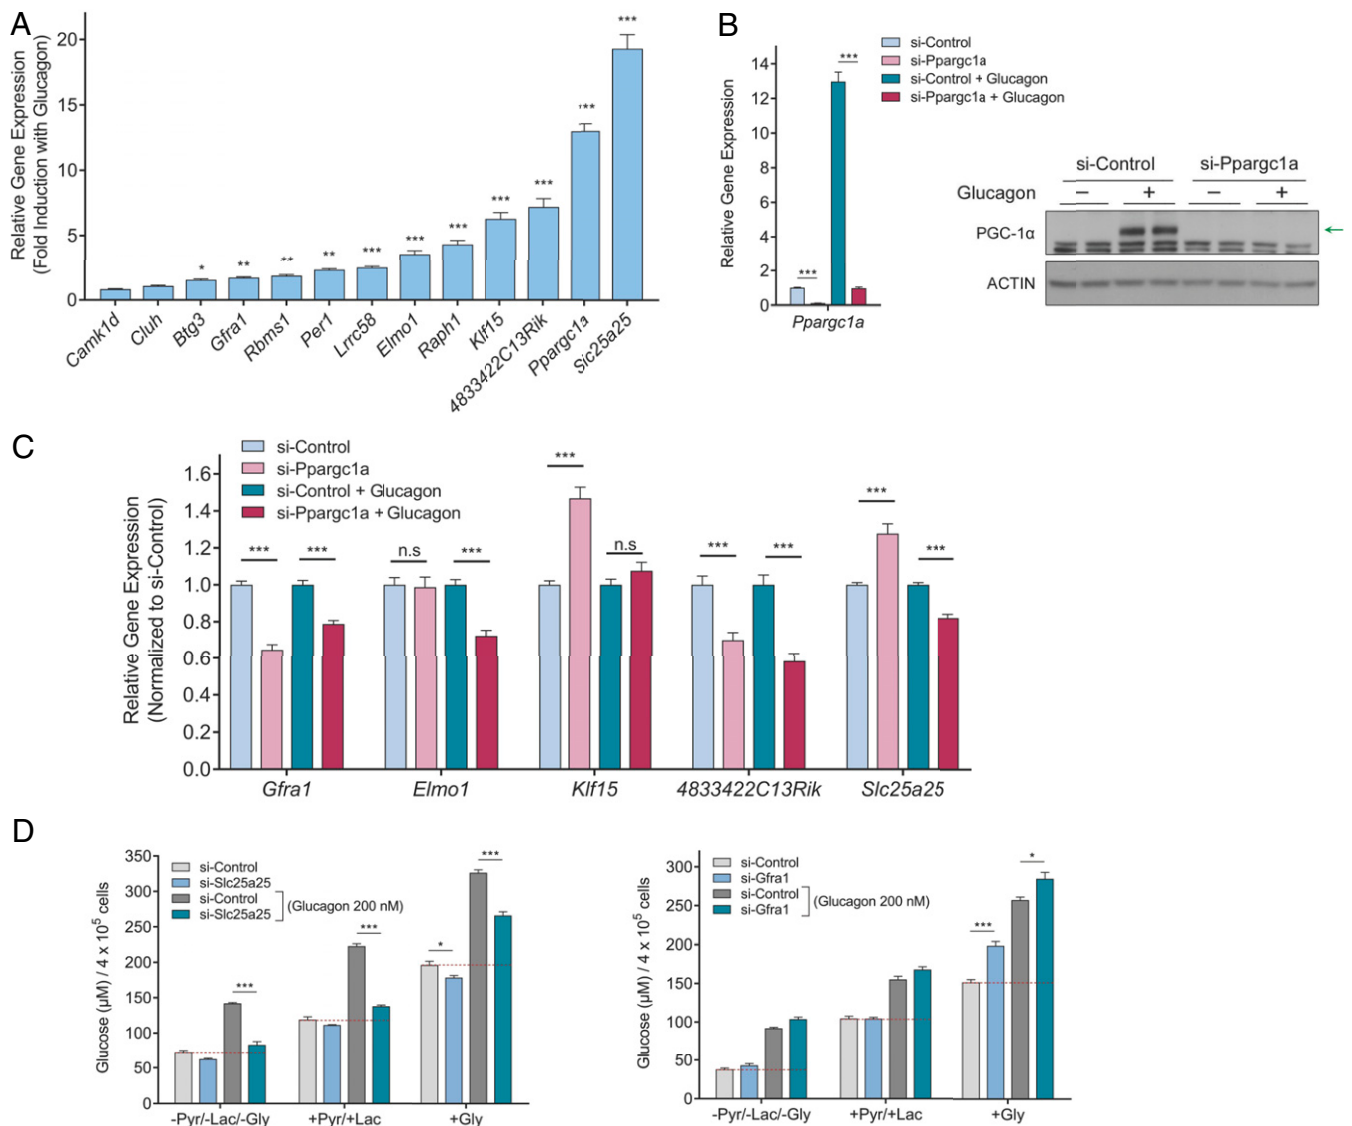 A
Relative Gene Expression
(Fold Induction with Glucagon)
20
15
10
5
0
*
**
**
**
***
***
***
***
***
***
***
Camk1d
Cluh
Btg3
Gfra1
Rbms1
Per1
Lrrc58
Elmo1
Raph1
Klf15
4833422C13Rik
Ppargc1a
Slc25a25
B
Relative Gene Expression
14
12
10
8
6
4
2
0
***
***
Ppargc1a
si-Control
si-Ppargc1a
si-Control + Glucagon
si-Ppargc1a + Glucagon
si-Control si-Ppargc1a
Glucagon − + − +
PGC-1α
←
ACTIN
C
Relative Gene Expression
(Normalized to si-Control)
1.6
1.4
1.2
1.0
0.8
0.6
0.4
0.2
0.0
si-Control
si-Ppargc1a
si-Control + Glucagon
si-Ppargc1a + Glucagon
*** *** n.s *** *** n.s *** *** *** ***
Gfra1 Elmo1 Klf15 4833422C13Rik Slc25a25
D
Glucose (µM) / 4 x 10⁵ cells
350
300
250
200
150
100
50
0
si-Control
si-Slc25a25
si-Control
si-Slc25a25
(Glucagon 200 nM)
*** *** * ***
-Pyr/-Lac/-Gly +Pyr/+Lac +Gly
Glucose (µM) / 4 x 10⁵ cells
300
250
200
150
100
50
0
si-Control
si-Gfra1
si-Control
si-Gfra1
(Glucagon 200 nM)
*** *
-Pyr/-Lac/-Gly +Pyr/+Lac +Gly